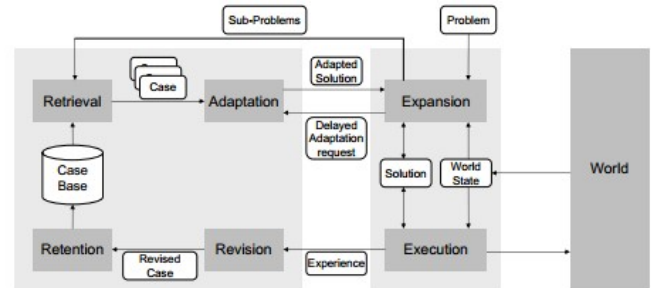 Sub-Problems
Problem
Case
Adapted
Solution
Retrieval
Adaptation
Expansion
Delayed
Adaptation
request
Case
Base
Solution
World
State
World
Retention
Revision
Execution
Revised
Case
Experience